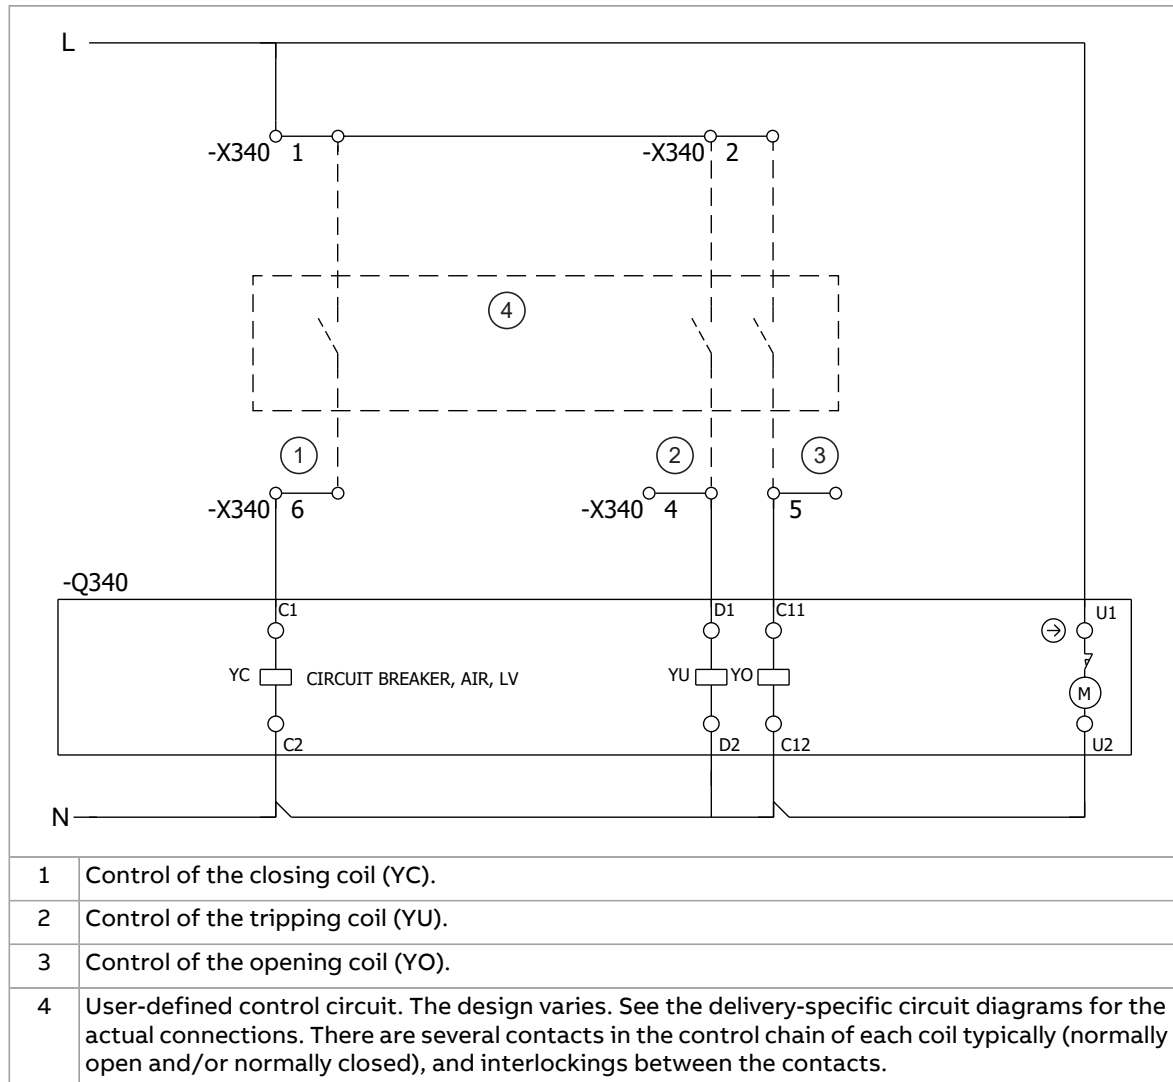 L
-X340 1
-X340 2
4
1
2
3
-X340 6
-X340 4
5
-Q340
C1
D1
C11
U1
YC
CIRCUIT BREAKER, AIR, LV
YU
YO
M
C2
D2
C12
U2
N
1 Control of the closing coil (YC).
2 Control of the tripping coil (YU).
3 Control of the opening coil (YO).
4 User-defined control circuit. The design varies. See the delivery-specific circuit diagrams for the
actual connections. There are several contacts in the control chain of each coil typically (normally
open and/or normally closed), and interlockings between the contacts.